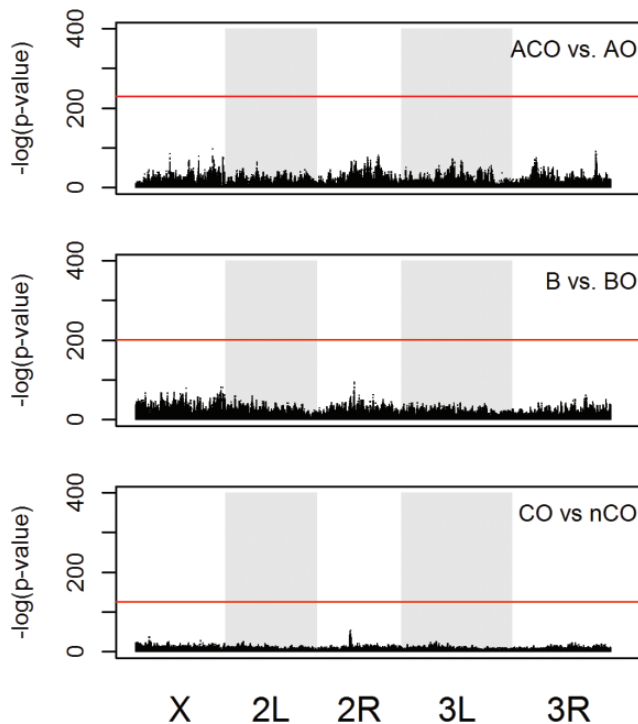 -log(p-value)
400
200
0
ACO vs. AO
-log(p-value)
400
200
0
B vs. BO
-log(p-value)
400
200
0
CO vs nCO
X 2L 2R 3L 3R